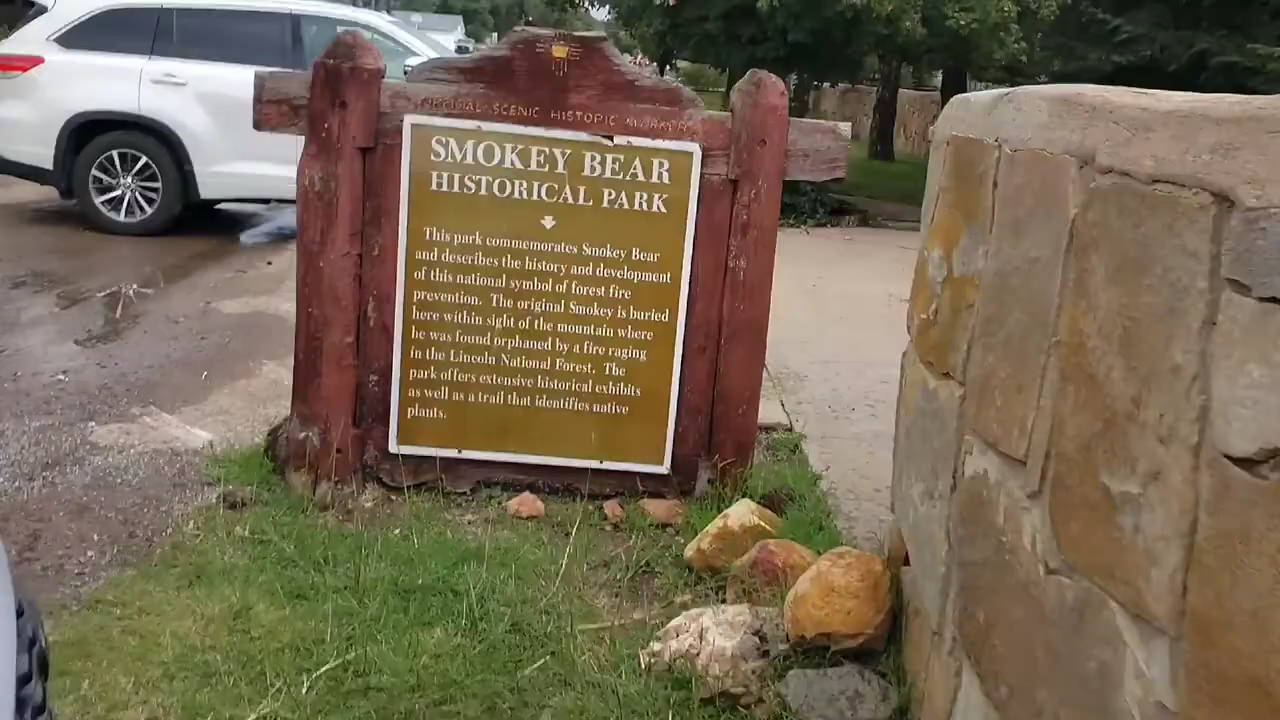 OFFICIAL SCENIC HISTORIC MARKER
SMOKEY BEAR
HISTORICAL PARK
This park commemorates Smokey Bear
and describes the history and development
of this national symbol of forest fire
prevention. The original Smokey is buried
here within sight of the mountain where
he was found orphaned by a fire raging
in the Lincoln National Forest. The
park offers extensive historical exhibits
as well as a trail that identifies native
plants.